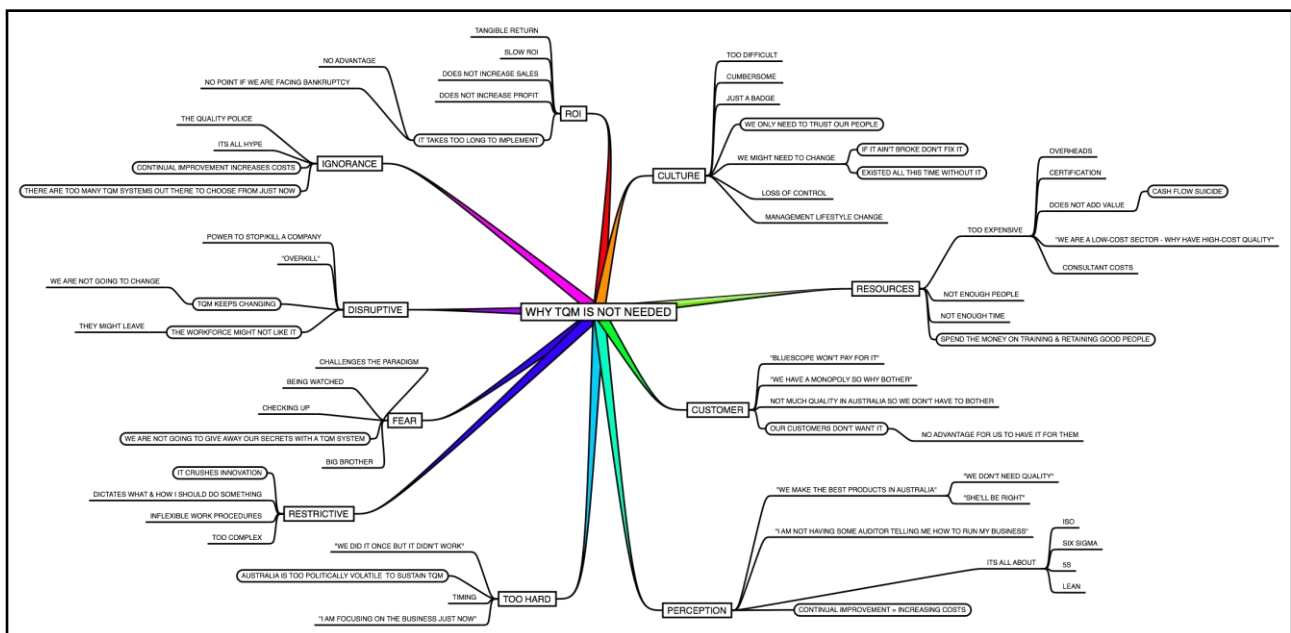 WHY TQM IS NOT NEEDED
ROI
TANGIBLE RETURN
SLOW ROI
DOES NOT INCREASE SALES
DOES NOT INCREASE PROFIT
IT TAKES TOO LONG TO IMPLEMENT
NO ADVANTAGE
NO POINT IF WE ARE FACING BANKRUPTCY
CULTURE
TOO DIFFICULT
CUMBERSOME
JUST A BADGE
WE ONLY NEED TO TRUST OUR PEOPLE
WE MIGHT NEED TO CHANGE
IF IT AIN'T BROKE DON'T FIX IT
EXISTED ALL THIS TIME WITHOUT IT
LOSS OF CONTROL
MANAGEMENT LIFESTYLE CHANGE
RESOURCES
TOO EXPENSIVE
OVERHEADS
CERTIFICATION
DOES NOT ADD VALUE
CASH FLOW SUICIDE
"WE ARE A LOW-COST SECTOR - WHY HAVE HIGH-COST QUALITY"
CONSULTANT COSTS
NOT ENOUGH PEOPLE
NOT ENOUGH TIME
SPEND THE MONEY ON TRAINING & RETAINING GOOD PEOPLE
CUSTOMER
"BLUESCOPE WON'T PAY FOR IT"
"WE HAVE A MONOPOLY SO WHY BOTHER"
NOT MUCH QUALITY IN AUSTRALIA SO WE DON'T HAVE TO BOTHER
OUR CUSTOMERS DON'T WANT IT
NO ADVANTAGE FOR US TO HAVE IT FOR THEM
PERCEPTION
"WE MAKE THE BEST PRODUCTS IN AUSTRALIA"
"WE DON'T NEED QUALITY"
"SHE'LL BE RIGHT"
"I AM NOT HAVING SOME AUDITOR TELLING ME HOW TO RUN MY BUSINESS"
ITS ALL ABOUT
ISO
SIX SIGMA
5S
LEAN
CONTINUAL IMPROVEMENT = INCREASING COSTS
TOO HARD
"WE DID IT ONCE BUT IT DIDN'T WORK"
AUSTRALIA IS TOO POLITICALLY VOLATILE TO SUSTAIN TQM
TIMING
"I AM FOCUSING ON THE BUSINESS JUST NOW"
RESTRICTIVE
IT CRUSHES INNOVATION
DICTATES WHAT & HOW I SHOULD DO SOMETHING
INFLEXIBLE WORK PROCEDURES
TOO COMPLEX
FEAR
CHALLENGES THE PARADIGM
BEING WATCHED
CHECKING UP
WE ARE NOT GOING TO GIVE AWAY OUR SECRETS WITH A TQM SYSTEM
BIG BROTHER
DISRUPTIVE
POWER TO STOP/KILL A COMPANY
"OVERKILL"
TQM KEEPS CHANGING
WE ARE NOT GOING TO CHANGE
THE WORKFORCE MIGHT NOT LIKE IT
THEY MIGHT LEAVE
IGNORANCE
THE QUALITY POLICE
ITS ALL HYPE
CONTINUAL IMPROVEMENT INCREASES COSTS
THERE ARE TOO MANY TQM SYSTEMS OUT THERE TO CHOOSE FROM JUST NOW